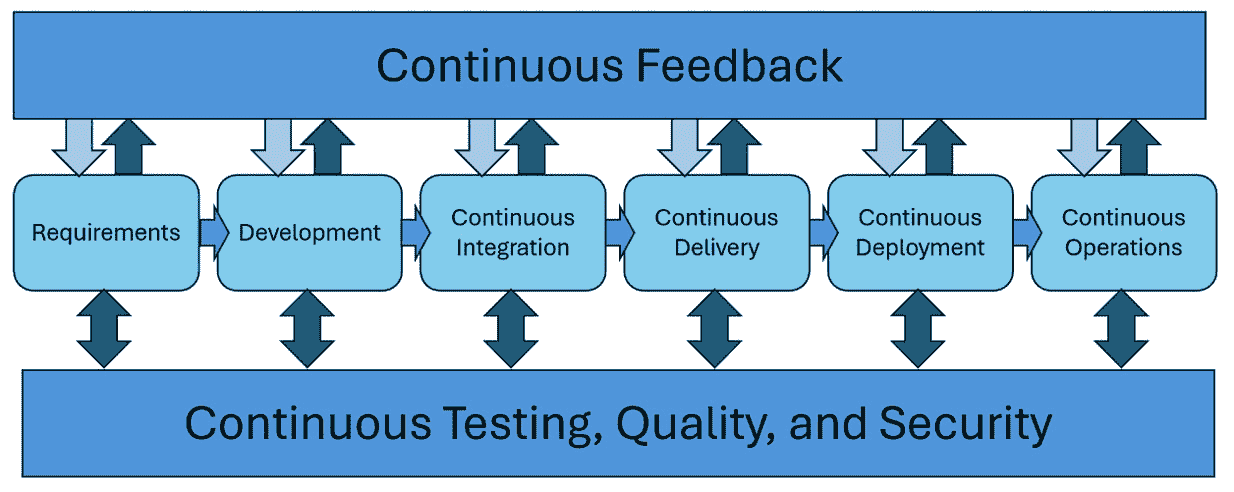 Continuous Feedback
Requirements
Development
Continuous
Integration
Continuous
Delivery
Continuous
Deployment
Continuous
Operations
Continuous Testing, Quality, and Security